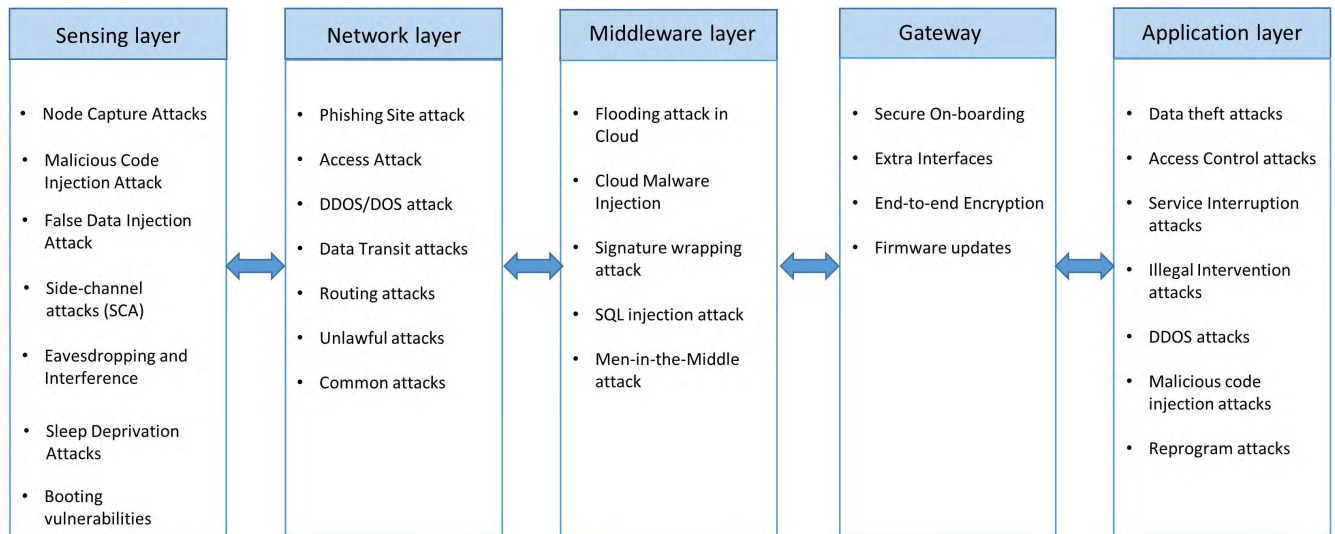 Sensing layer
• Node Capture Attacks
• Malicious Code
Injection Attack
• False Data Injection
Attack
• Side-channel
attacks (SCA)
• Eavesdropping and
Interference
• Sleep Deprivation
Attacks
• Booting
vulnerabilities
Network layer
• Phishing Site attack
• Access Attack
• DDOS/DOS attack
• Data Transit attacks
• Routing attacks
• Unlawful attacks
• Common attacks
Middleware layer
• Flooding attack in
Cloud
• Cloud Malware
Injection
• Signature wrapping
attack
• SQL injection attack
• Men-in-the-Middle
attack
Gateway
• Secure On-boarding
• Extra Interfaces
• End-to-end Encryption
• Firmware updates
Application layer
• Data theft attacks
• Access Control attacks
• Service Interruption
attacks
• Illegal Intervention
attacks
• DDOS attacks
• Malicious code
injection attacks
• Reprogram attacks